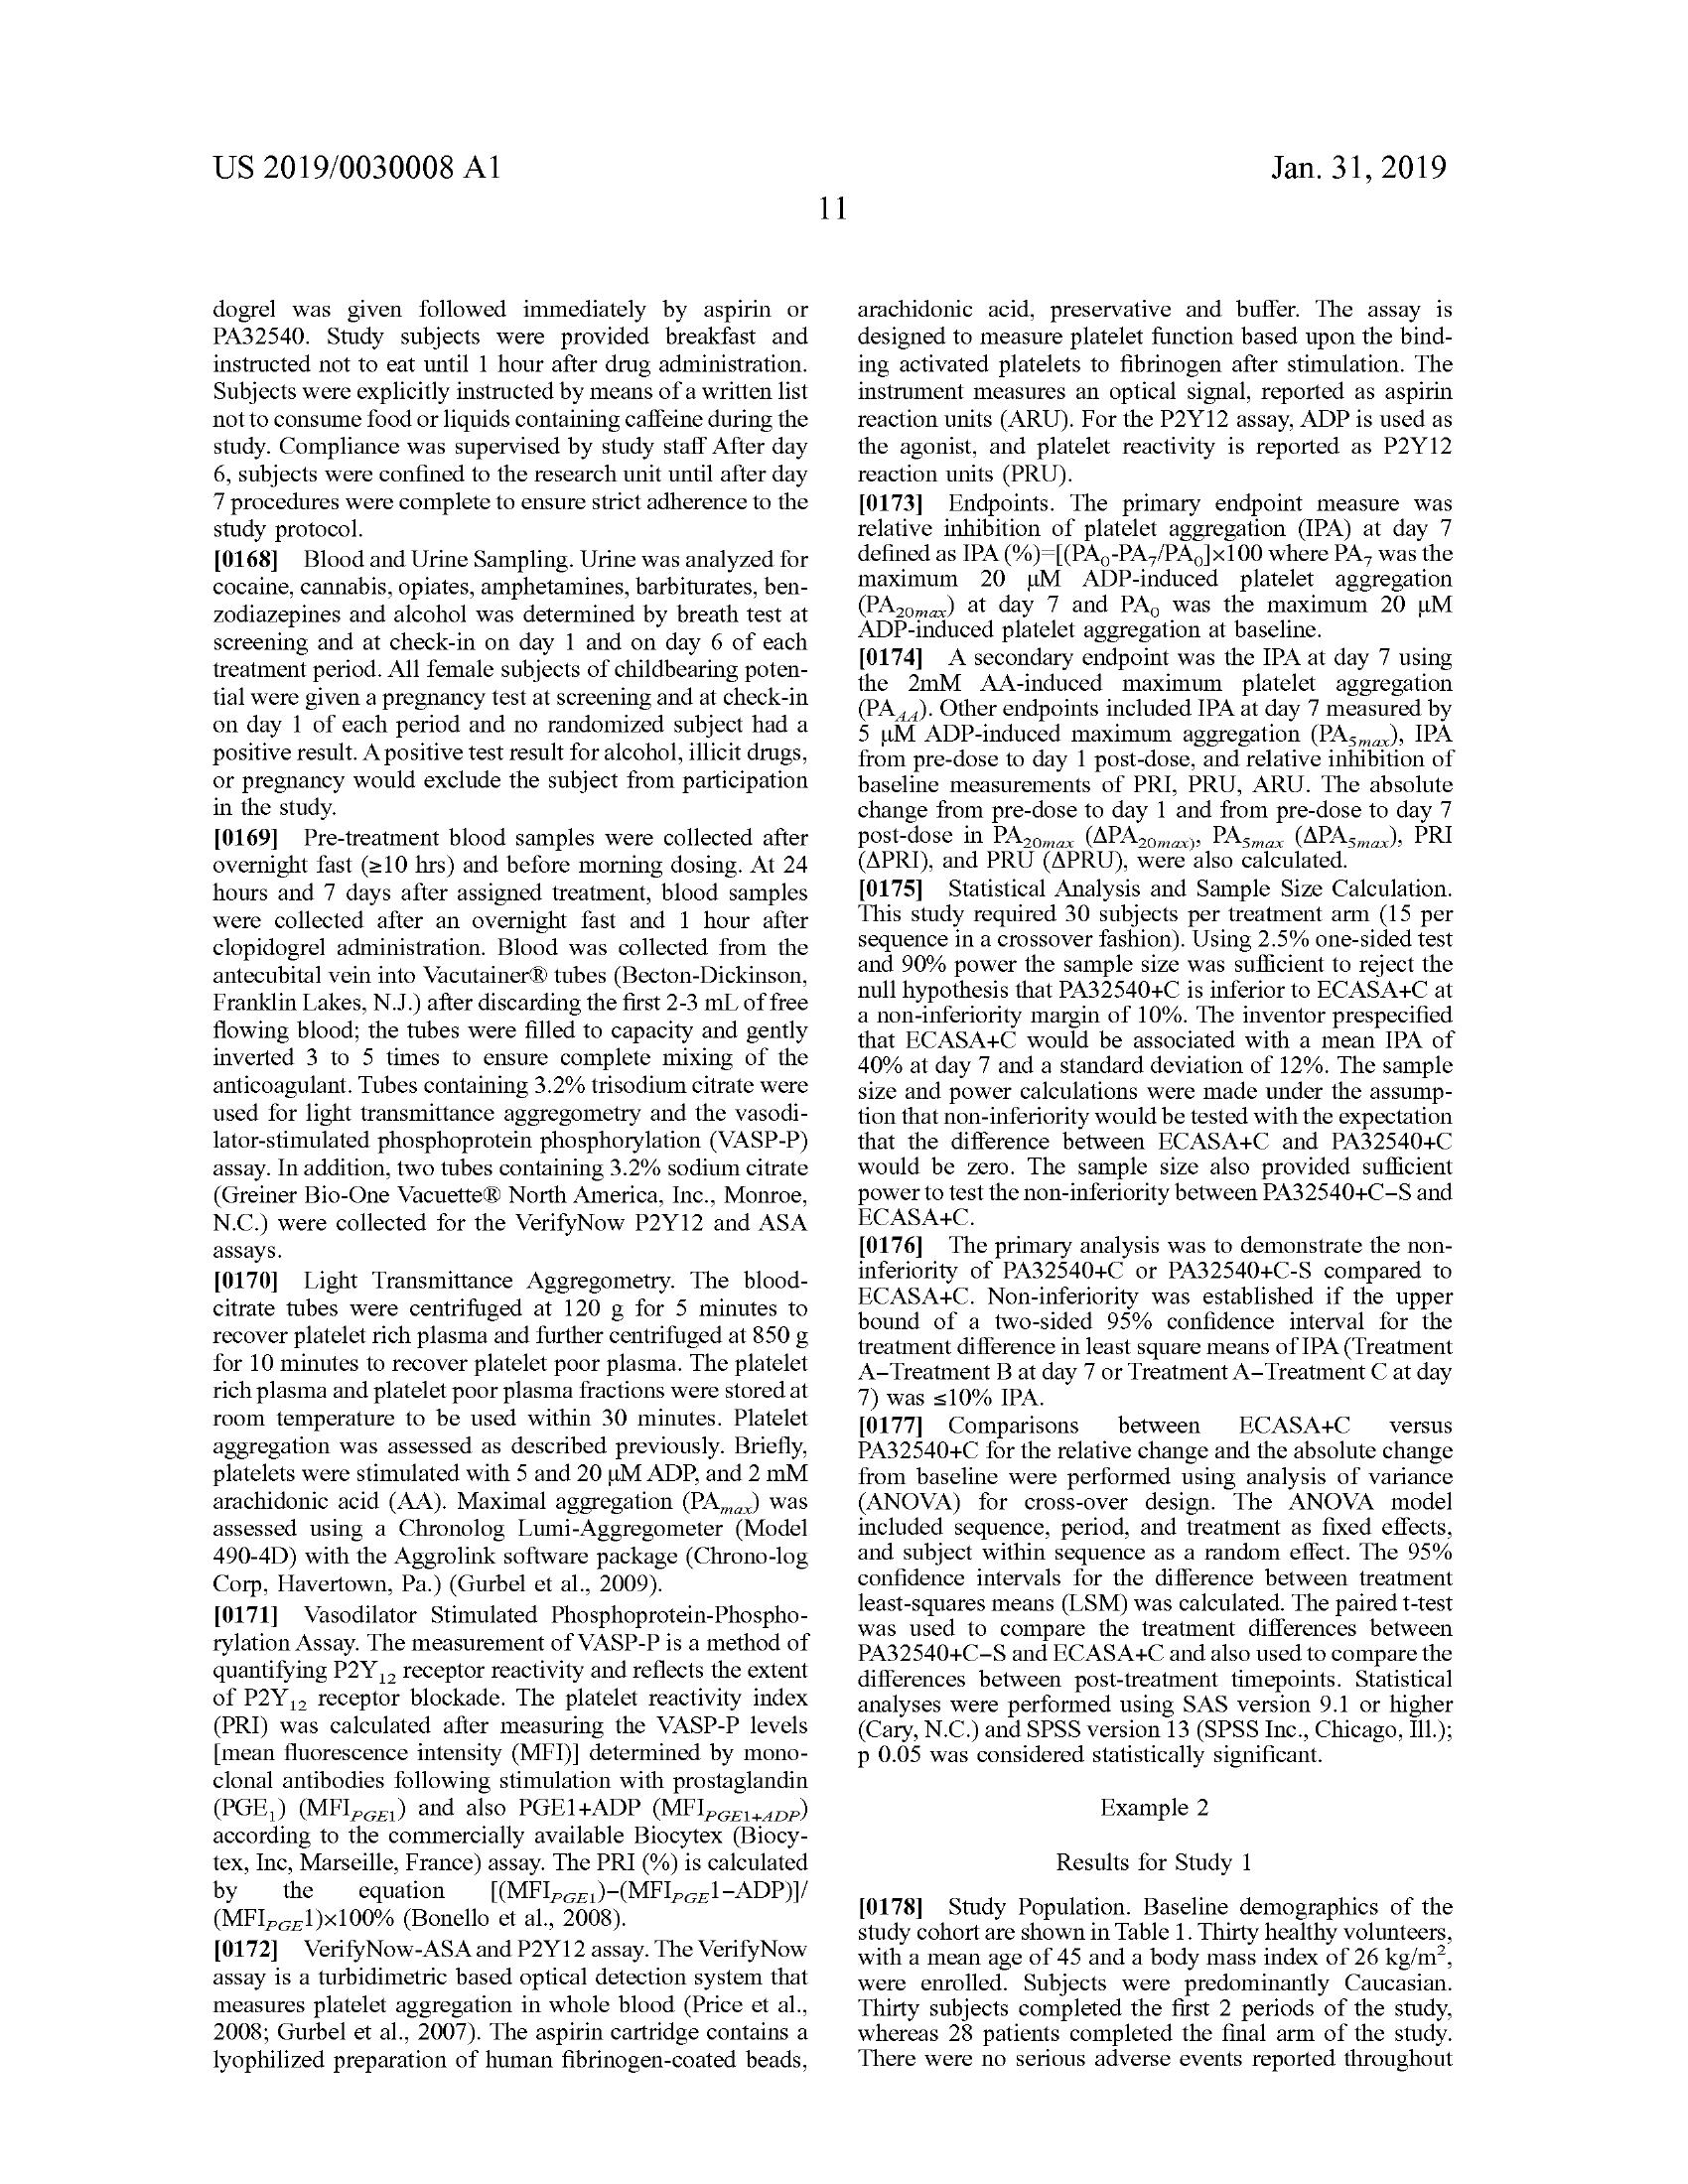 US 2019/0030008 A1
Jan. 31, 2019
11
dogrel was given followed immediately by aspirin or
PA32540. Study subjects were provided breakfast and
instructed not to eat until 1 hour after drug administration.
Subjects were explicitly instructed by means of a written list
not to consume food or liquids containing caffeine during the
study. Compliance was supervised by study staff After day
6, subjects were confined to the research unit until after day
7 procedures were complete to ensure strict adherence to the
study protocol.
[0168] Blood and Urine Sampling. Urine was analyzed for
cocaine, cannabis, opiates, amphetamines, barbiturates, ben-
zodiazepines and alcohol was determined by breath test at
screening and at check-in on day 1 and on day 6 of each
treatment period. All female subjects of childbearing poten-
tial were given a pregnancy test at screening and at check-in
on day 1 of each period and no randomized subject had a
positive result. A positive test result for alcohol, illicit drugs,
or pregnancy would exclude the subject from participation
in the study.
[0169] Pre-treatment blood samples were collected after
overnight fast (≥10 hrs) and before morning dosing. At 24
hours and 7 days after assigned treatment, blood samples
were collected after an overnight fast and 1 hour after
clopidogrel administration. Blood was collected from the
antecubital vein into Vacutainer® tubes (Becton-Dickinson,
Franklin Lakes, N.J.) after discarding the first 2-3 mL of free
flowing blood; the tubes were filled to capacity and gently
inverted 3 to 5 times to ensure complete mixing of the
anticoagulant. Tubes containing 3.2% trisodium citrate were
used for light transmittance aggregometry and the vasodi-
lator-stimulated phosphoprotein phosphorylation (VASP-P)
assay. In addition, two tubes containing 3.2% sodium citrate
(Greiner Bio-One Vacuette® North America, Inc., Monroe,
N.C.) were collected for the VerifyNow P2Y12 and ASA
assays.
[0170] Light Transmittance Aggregometry. The blood-
citrate tubes were centrifuged at 120 g for 5 minutes to
recover platelet rich plasma and further centrifuged at 850 g
for 10 minutes to recover platelet poor plasma. The platelet
rich plasma and platelet poor plasma fractions were stored at
room temperature to be used within 30 minutes. Platelet
aggregation was assessed as described previously. Briefly,
platelets were stimulated with 5 and 20 μM ADP, and 2 mM
arachidonic acid (AA). Maximal aggregation (PAmax) was
assessed using a Chronolog Lumi-Aggregometer (Model
490-4D) with the Aggrolink software package (Chrono-log
Corp, Havertown, Pa.) (Gurbel et al., 2009).
[0171] Vasodilator Stimulated Phosphoprotein-Phospho-
rylation Assay. The measurement of VASP-P is a method of
quantifying P2Y12 receptor reactivity and reflects the extent
of P2Y12 receptor blockade. The platelet reactivity index
(PRI) was calculated after measuring the VASP-P levels
[mean fluorescence intensity (MFI)] determined by mono-
clonal antibodies following stimulation with prostaglandin
(PGE1) (MFIPGE1) and also PGE1+ADP (MFIPGE1+ADP)
according to the commercially available Biocytex (Biocy-
tex, Inc, Marseille, France) assay. The PRI (%) is calculated
by the equation [(MFIPGE1)−(MFIPGE1−ADP)]/
(MFIPGE1)x100% (Bonello et al., 2008).
[0172] VerifyNow-ASA and P2Y12 assay. The VerifyNow
assay is a turbidimetric based optical detection system that
measures platelet aggregation in whole blood (Price et al.,
2008; Gurbel et al., 2007). The aspirin cartridge contains a
lyophilized preparation of human fibrinogen-coated beads,
arachidonic acid, preservative and buffer. The assay is
designed to measure platelet function based upon the bind-
ing activated platelets to fibrinogen after stimulation. The
instrument measures an optical signal, reported as aspirin
reaction units (ARU). For the P2Y12 assay, ADP is used as
the agonist, and platelet reactivity is reported as P2Y12
reaction units (PRU).
[0173] Endpoints. The primary endpoint measure was
relative inhibition of platelet aggregation (IPA) at day 7
defined as IPA (%)=[(PA0-PA7/PA0]x100 where PA7 was the
maximum 20 μM ADP-induced platelet aggregation
(PA20max) at day 7 and PA0 was the maximum 20 μM
ADP-induced platelet aggregation at baseline.
[0174] A secondary endpoint was the IPA at day 7 using
the 2mM AA-induced maximum platelet aggregation
(PAAA). Other endpoints included IPA at day 7 measured by
5 μM ADP-induced maximum aggregation (PA5max), IPA
from pre-dose to day 1 post-dose, and relative inhibition of
baseline measurements of PRI, PRU, ARU. The absolute
change from pre-dose to day 1 and from pre-dose to day 7
post-dose in PA20max (ΔPA20max), PA5max (ΔPA5max), PRI
(ΔPRI), and PRU (ΔPRU), were also calculated.
[0175] Statistical Analysis and Sample Size Calculation.
This study required 30 subjects per treatment arm (15 per
sequence in a crossover fashion). Using 2.5% one-sided test
and 90% power the sample size was sufficient to reject the
null hypothesis that PA32540+C is inferior to ECASA+C at
a non-inferiority margin of 10%. The inventor prespecified
that ECASA+C would be associated with a mean IPA of
40% at day 7 and a standard deviation of 12%. The sample
size and power calculations were made under the assump-
tion that non-inferiority would be tested with the expectation
that the difference between ECASA+C and PA32540+C
would be zero. The sample size also provided sufficient
power to test the non-inferiority between PA32540+C−S and
ECASA+C.
[0176] The primary analysis was to demonstrate the non-
inferiority of PA32540+C or PA32540+C-S compared to
ECASA+C. Non-inferiority was established if the upper
bound of a two-sided 95% confidence interval for the
treatment difference in least square means of IPA (Treatment
A−Treatment B at day 7 or Treatment A−Treatment C at day
7) was ≤10% IPA.
[0177] Comparisons between ECASA+C versus
PA32540+C for the relative change and the absolute change
from baseline were performed using analysis of variance
(ANOVA) for cross-over design. The ANOVA model
included sequence, period, and treatment as fixed effects,
and subject within sequence as a random effect. The 95%
confidence intervals for the difference between treatment
least-squares means (LSM) was calculated. The paired t-test
was used to compare the treatment differences between
PA32540+C−S and ECASA+C and also used to compare the
differences between post-treatment timepoints. Statistical
analyses were performed using SAS version 9.1 or higher
(Cary, N.C.) and SPSS version 13 (SPSS Inc., Chicago, Ill.);
p 0.05 was considered statistically significant.
Example 2
Results for Study 1
[0178] Study Population. Baseline demographics of the
study cohort are shown in Table 1. Thirty healthy volunteers,
with a mean age of 45 and a body mass index of 26 kg/m²,
were enrolled. Subjects were predominantly Caucasian.
Thirty subjects completed the first 2 periods of the study,
whereas 28 patients completed the final arm of the study.
There were no serious adverse events reported throughout